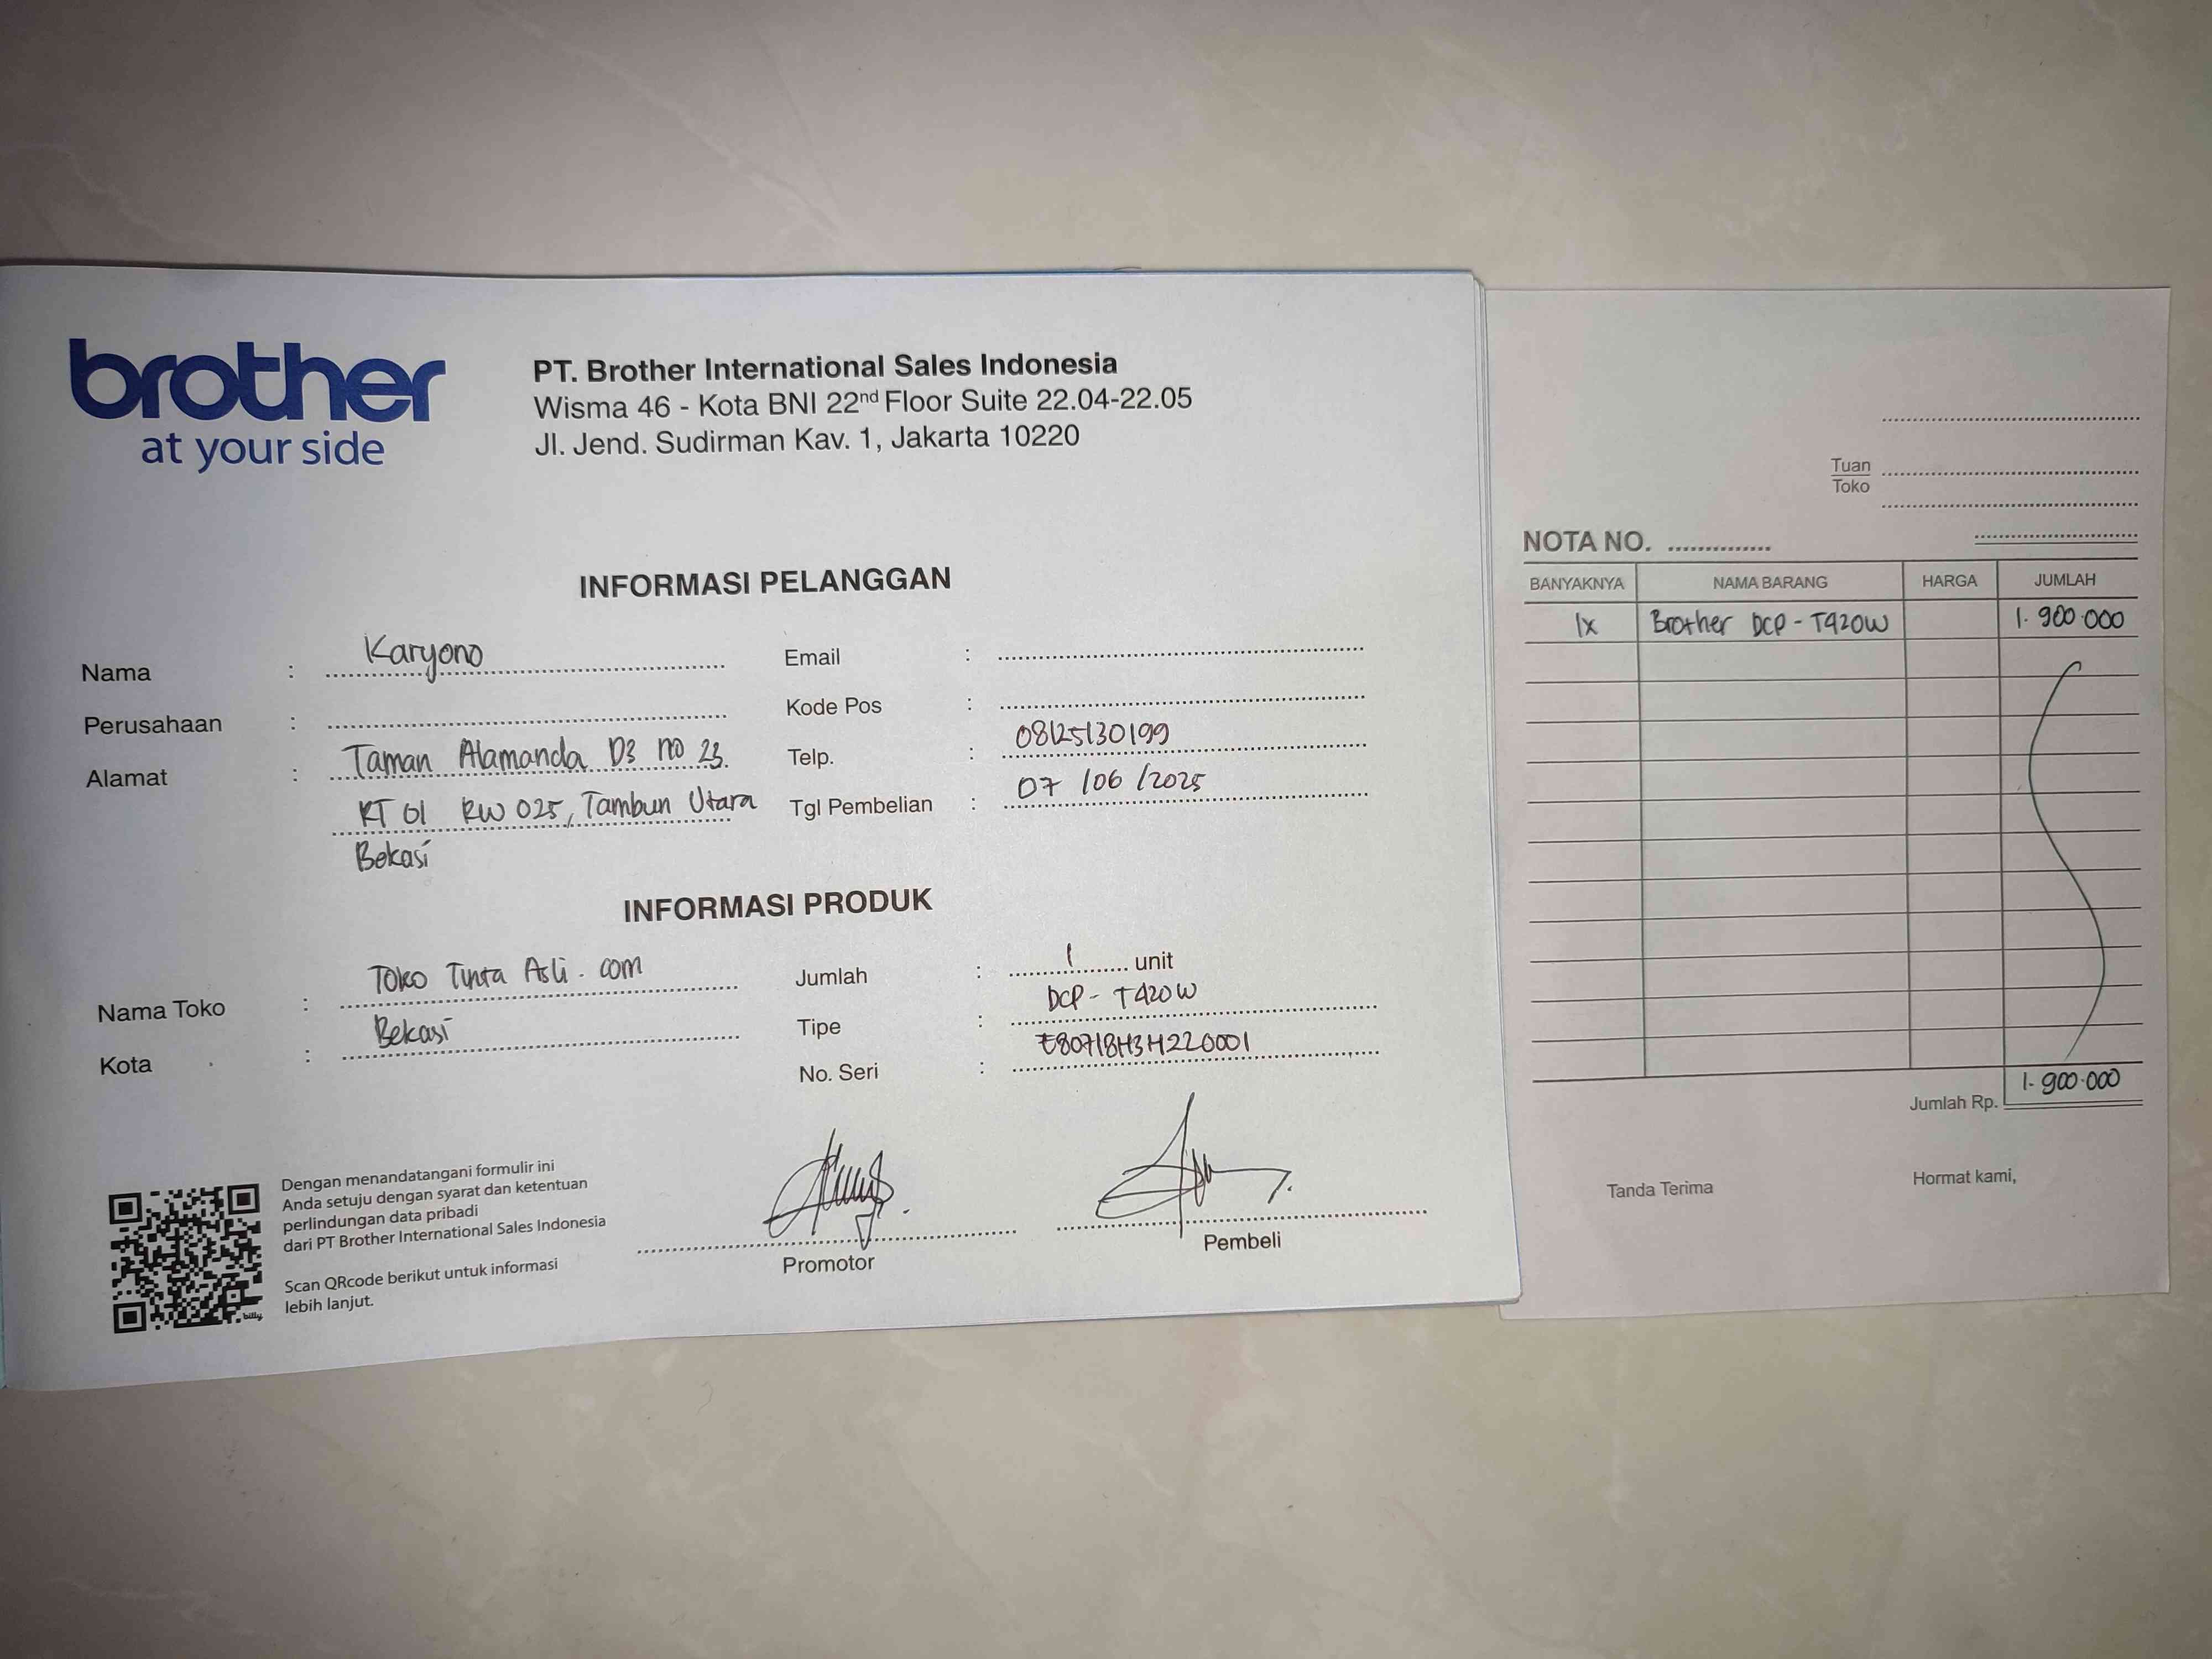 brother
at your side
PT. Brother International Sales Indonesia
Wisma 46 - Kota BNI 22nd Floor Suite 22.04-22.05
Jl. Jend. Sudirman Kav. 1, Jakarta 10220
INFORMASI PELANGGAN
Nama : Karyono
Perusahaan :
Alamat : Taman Alamanda D3 no 23
RT 01 RW 025, Tambun Utara
Bekasi
Email :
Kode Pos :
Telp. : 08125130199
Tgl Pembelian : 07 /06 /2025
INFORMASI PRODUK
Nama Toko : Toko Tinta Asli . com
Kota : Bekasi
Jumlah : 1 unit
Tipe : DCP - T420W
No. Seri : E80718H3H220001
Dengan menandatangani formulir ini
Anda setuju dengan syarat dan ketentuan
perlindungan data pribadi
dari PT Brother International Sales Indonesia
Scan QRcode berikut untuk informasi
lebih lanjut.
billy
Promotor
Pembeli
Tuan
Toko
NOTA NO.
BANYAKNYA NAMA BARANG HARGA JUMLAH
1x Brother DCP - T420W 1.900.000
Jumlah Rp. 1.900.000
Tanda Terima
Hormat kami,